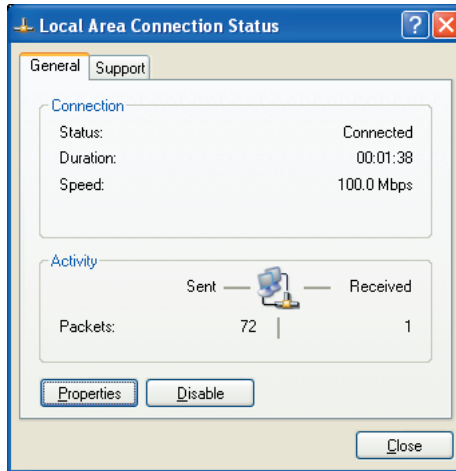 Local Area Connection Status
General Support
Connection
Status: Connected
Duration: 00:01:38
Speed: 100.0 Mbps
Activity
Sent Received
Packets: 72 1
Properties Disable
Close